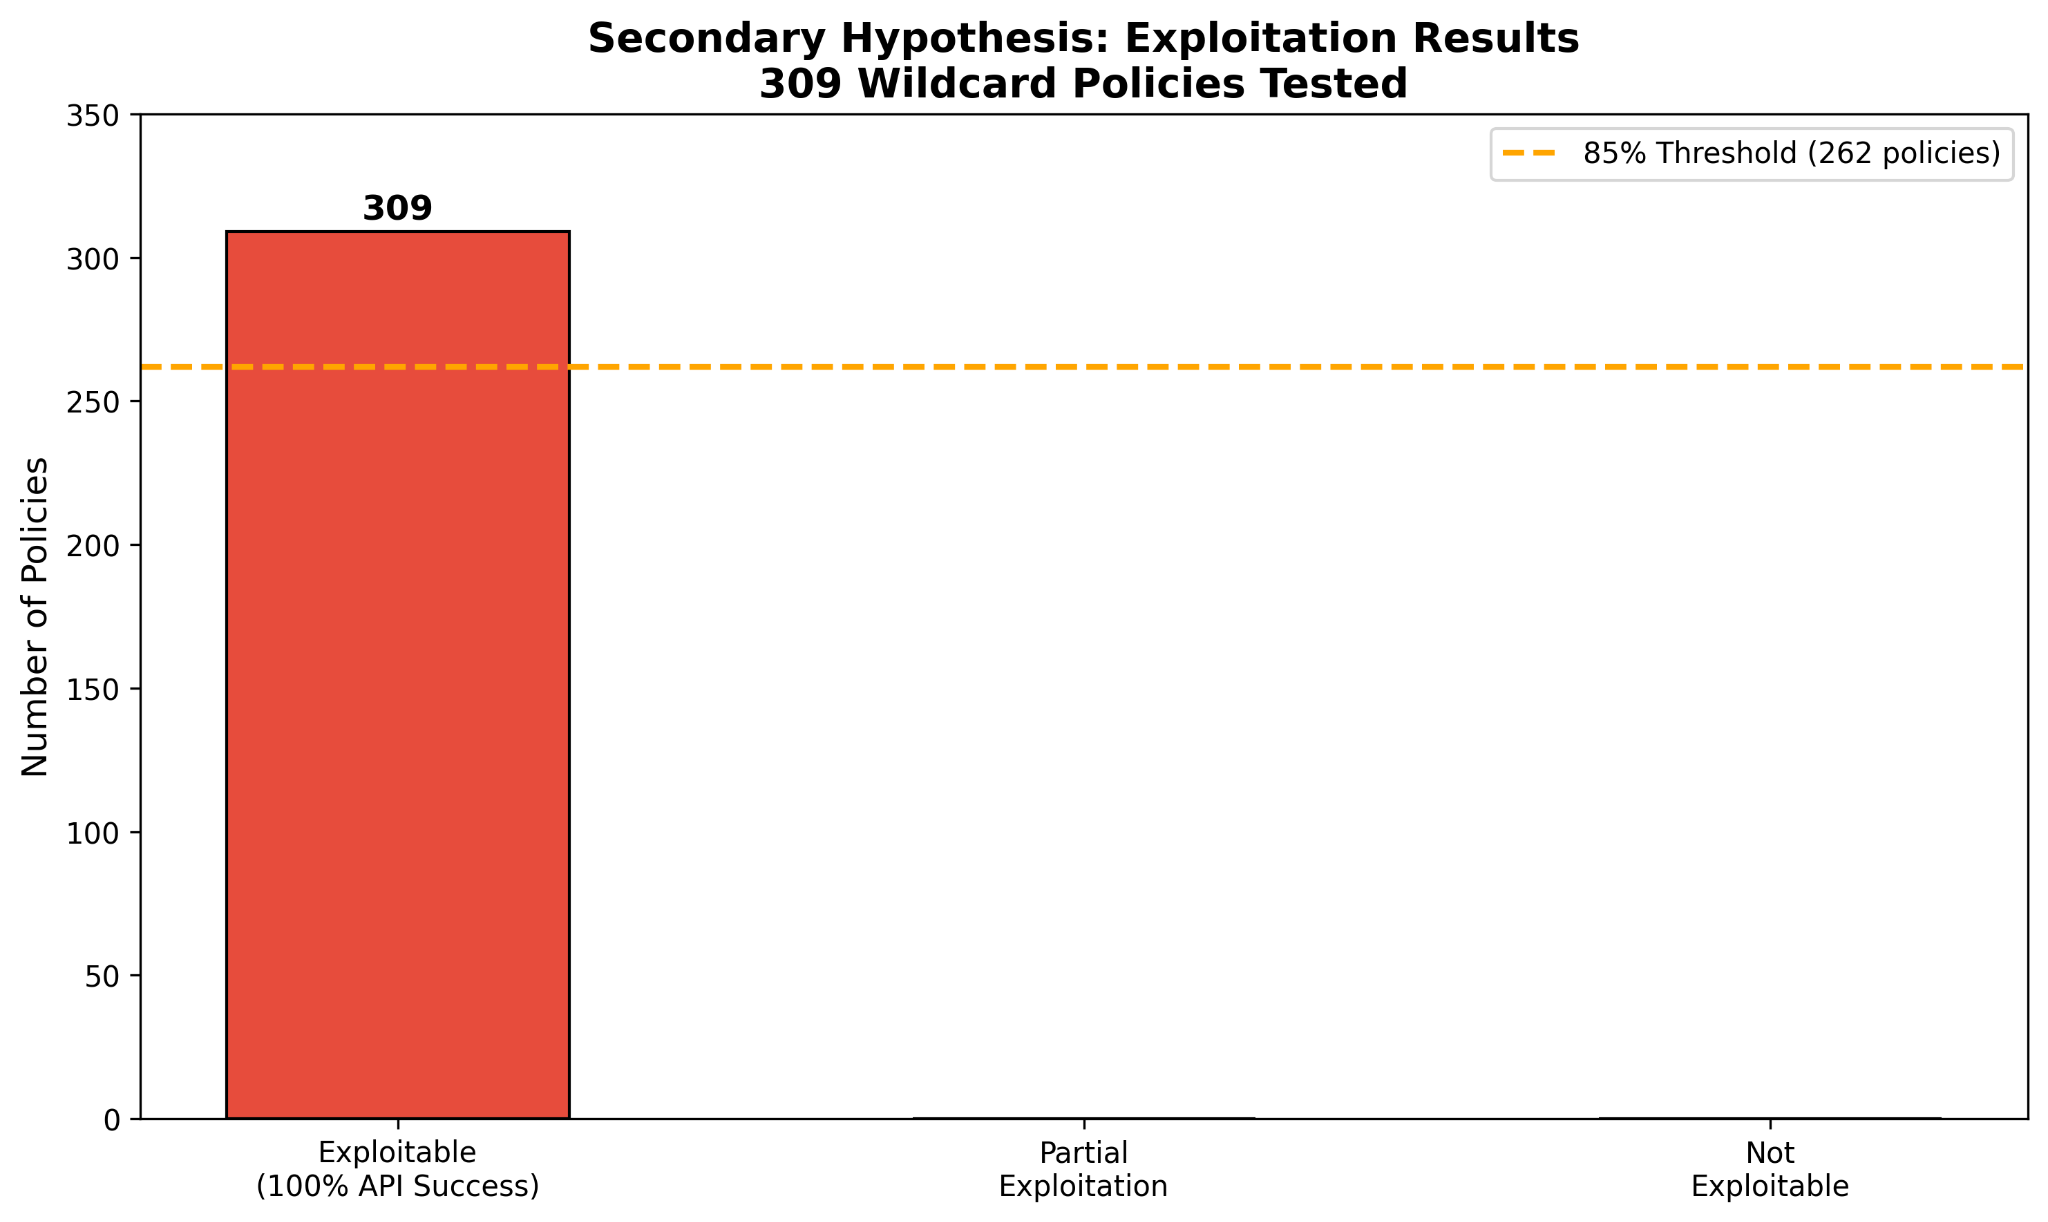 Secondary Hypothesis: Exploitation Results
309 Wildcard Policies Tested
85% Threshold (262 policies)
Number of Policies
350
300
250
200
150
100
50
0
309
Exploitable
(100% API Success)
Partial
Exploitation
Not
Exploitable